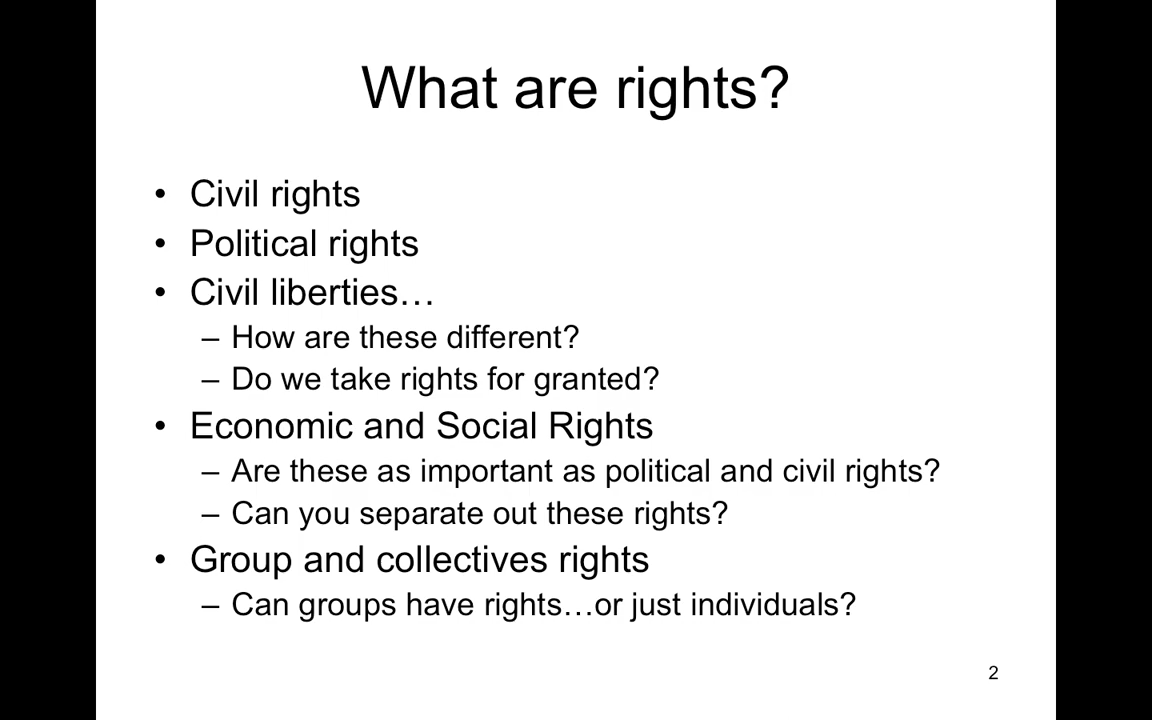 What are rights?
• Civil rights
• Political rights
• Civil liberties…
– How are these different?
– Do we take rights for granted?
• Economic and Social Rights
– Are these as important as political and civil rights?
– Can you separate out these rights?
• Group and collectives rights
– Can groups have rights…or just individuals?
2